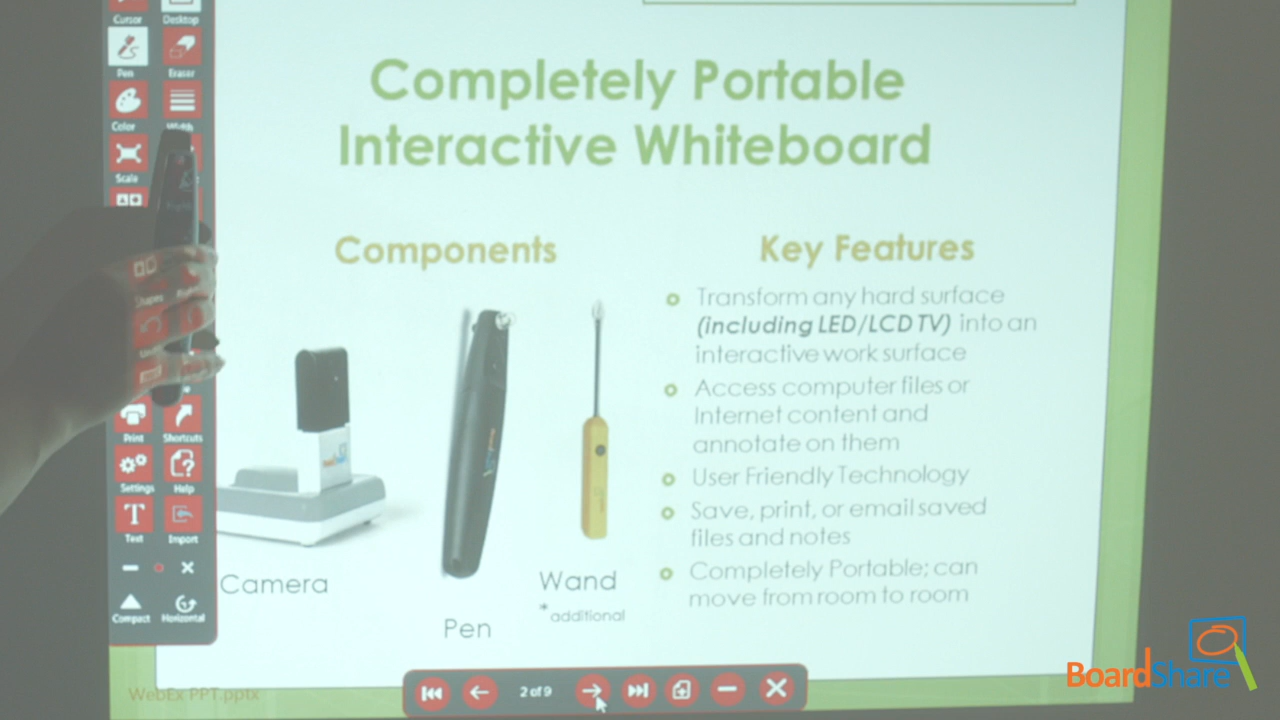 Cursor Desktop
Pen Eraser
Color Width
Scale
Shapes
Print Shortcuts
Settings Help
Text Import
Compact Horizontal
Completely Portable
Interactive Whiteboard
Components
Camera
Pen
Wand
*additional
Key Features
Transform any hard surface
(including LED/LCD TV) into an
interactive work surface
Access computer files or
Internet content and
annotate on them
User Friendly Technology
Save, print, or email saved
files and notes
Completely Portable; can
move from room to room
WebEx PPT.pptx
2 of 9
BoardShare